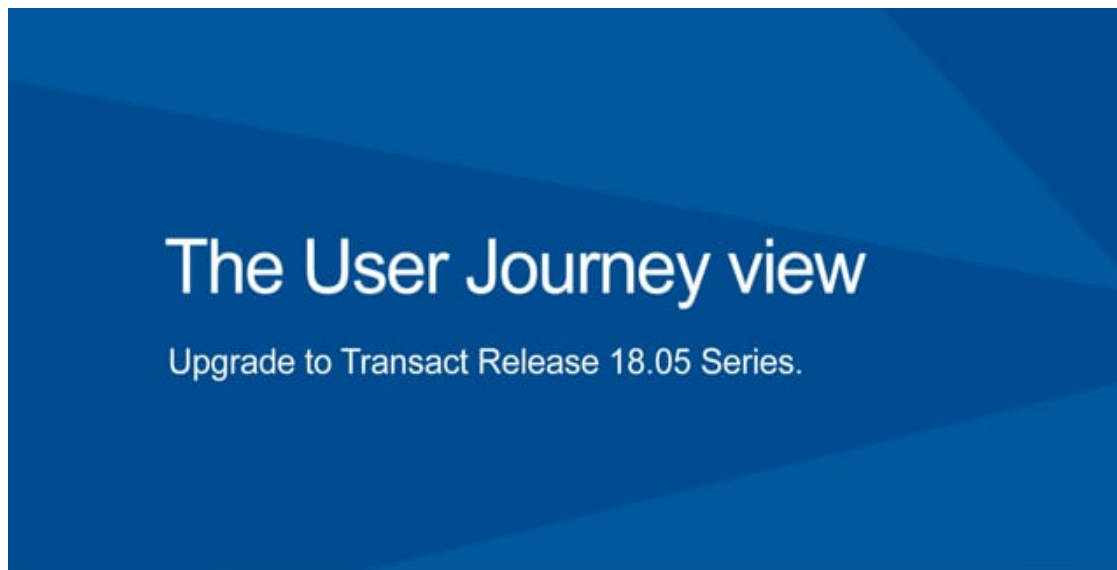 The User Journey view
Upgrade to Transact Release 18.05 Series.